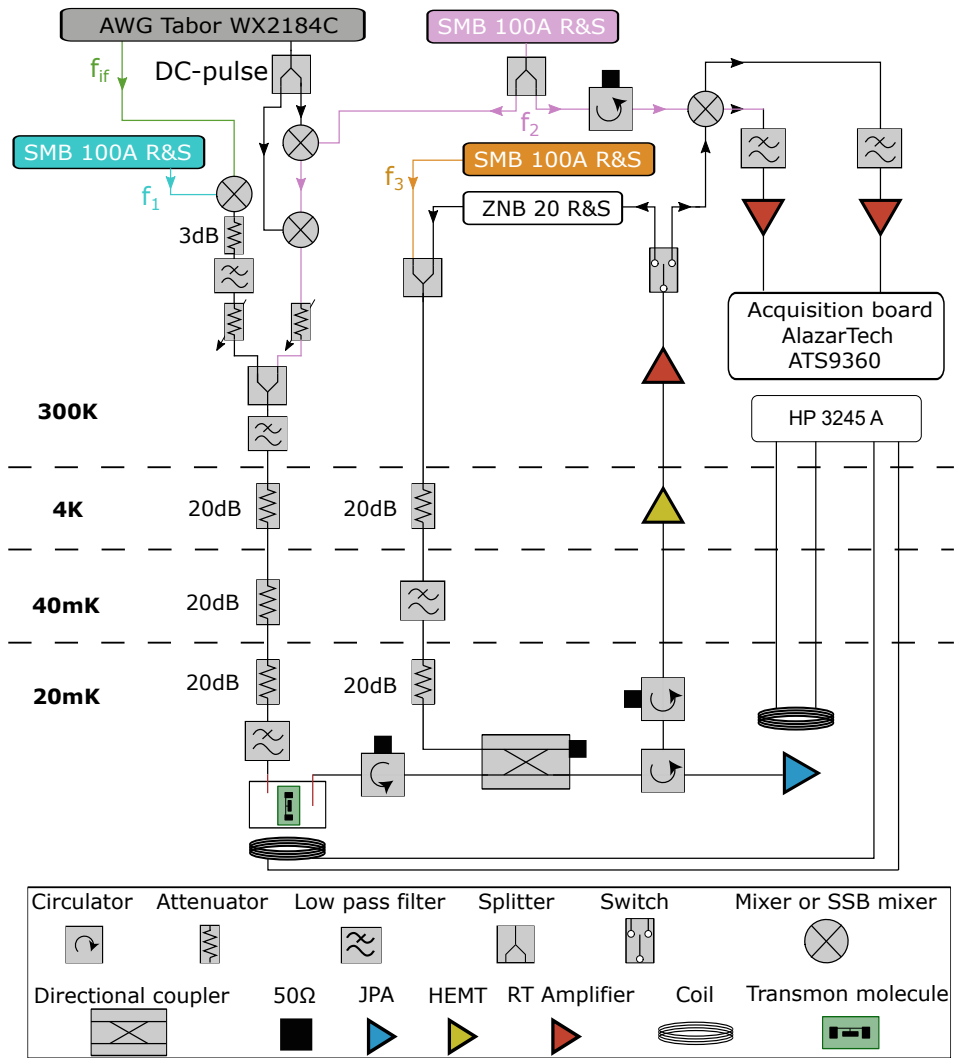 AWG Tabor WX2184C
SMB 100A R&S
f_if
DC-pulse
f_2
SMB 100A R&S
SMB 100A R&S
f_1
f_3
ZNB 20 R&S
3dB
Acquisition board
AlazarTech
ATS9360
300K
HP 3245 A
4K
20dB
20dB
40mK
20dB
20mK
20dB
20dB
Circulator
Attenuator
Low pass filter
Splitter
Switch
Mixer or SSB mixer
Directional coupler
50Ω
JPA
HEMT
RT Amplifier
Coil
Transmon molecule